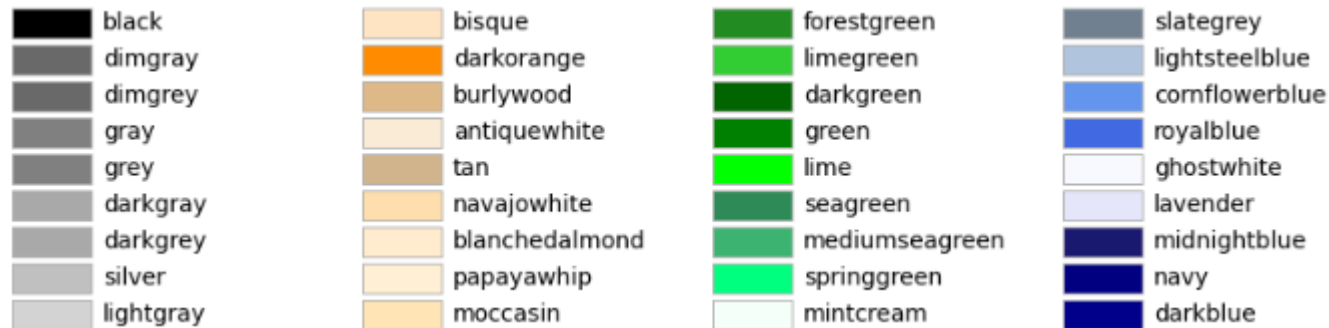 black
dimgray
dimgrey
gray
grey
darkgray
darkgrey
silver
lightgray
bisque
darkorange
burlywood
antiquewhite
tan
navajowhite
blanchedalmond
papayawhip
moccasin
forestgreen
limegreen
darkgreen
green
lime
seagreen
mediumseagreen
springgreen
mintcream
slategrey
lightsteelblue
cornflowerblue
royalblue
ghostwhite
lavender
midnightblue
navy
darkblue